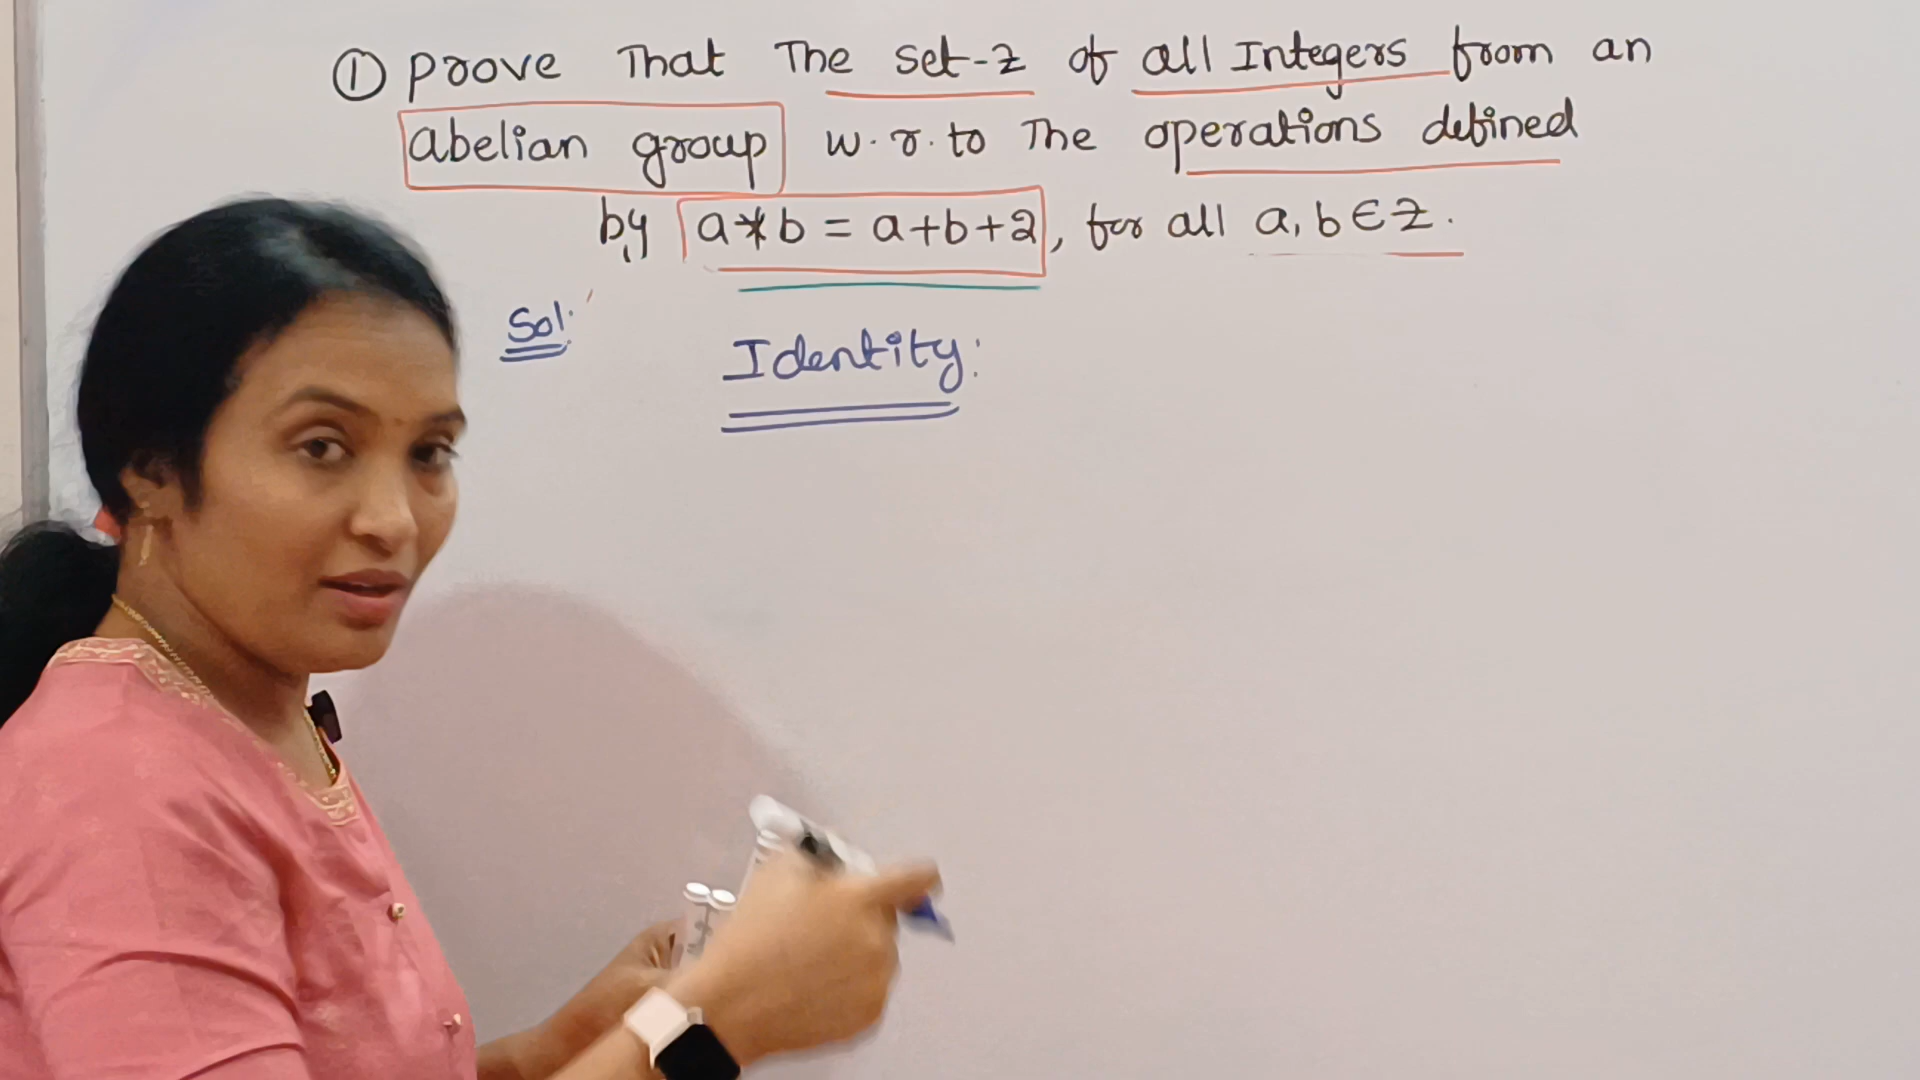 ① prove That The set-z of all Integers from an
abelian group w.r.to The operations defined
by a*b = a+b+2, for all a, b∈z.
Sol:
Identity: